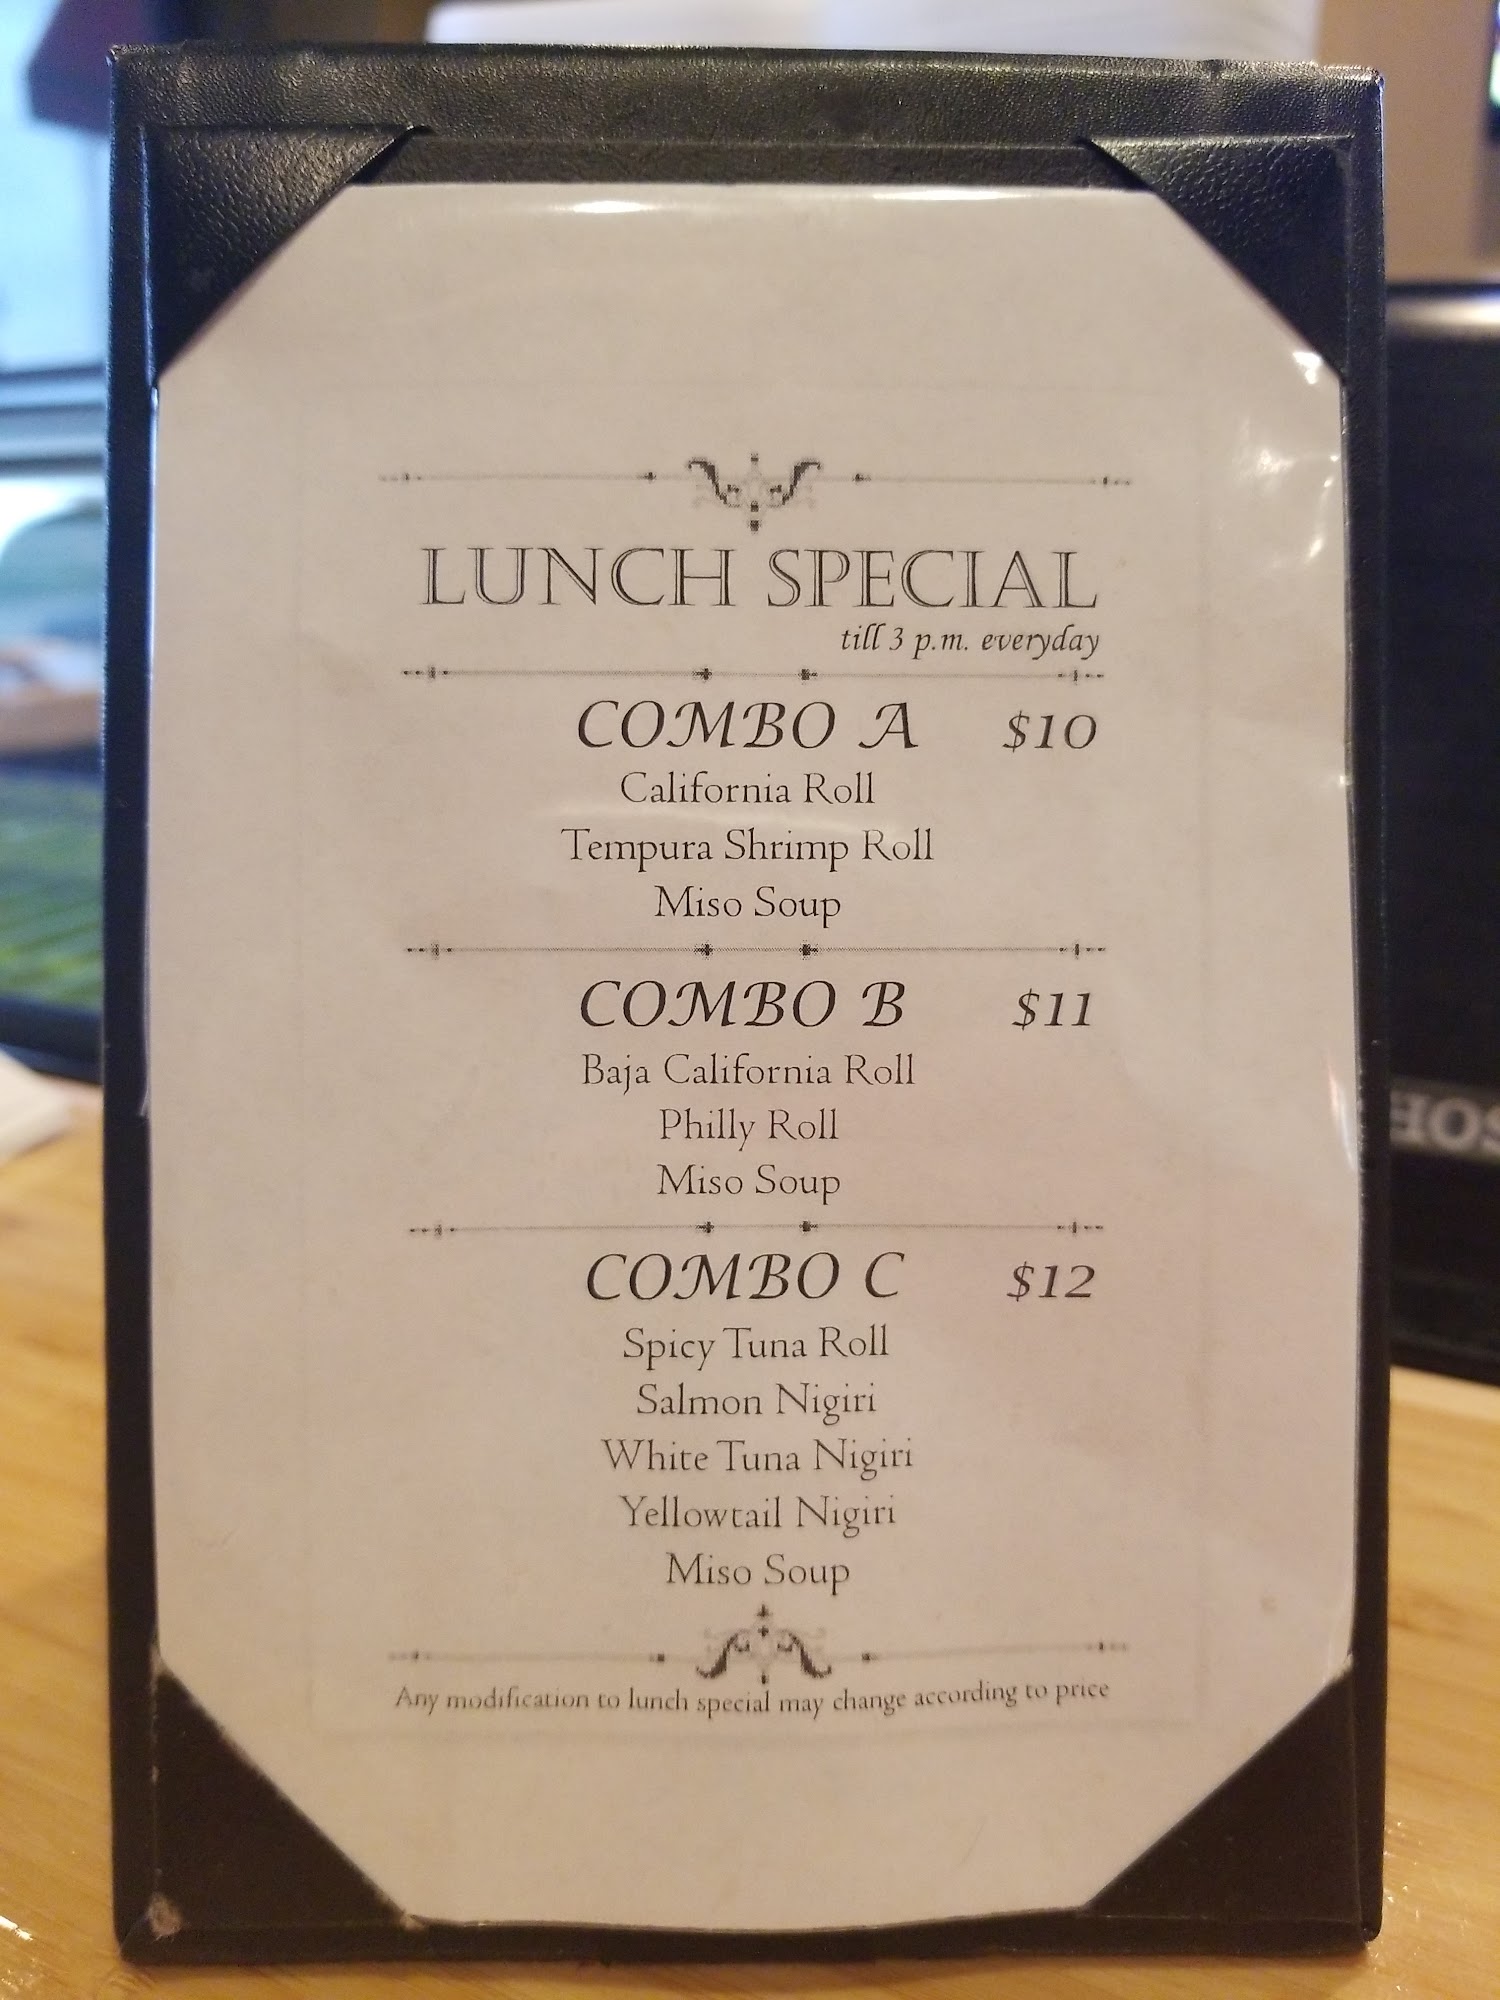 LUNCH SPECIAL
till 3 p.m. everyday
COMBO A $10
California Roll
Tempura Shrimp Roll
Miso Soup
COMBO B $11
Baja California Roll
Philly Roll
Miso Soup
COMBO C $12
Spicy Tuna Roll
Salmon Nigiri
White Tuna Nigiri
Yellowtail Nigiri
Miso Soup
Any modification to lunch special may change according to price